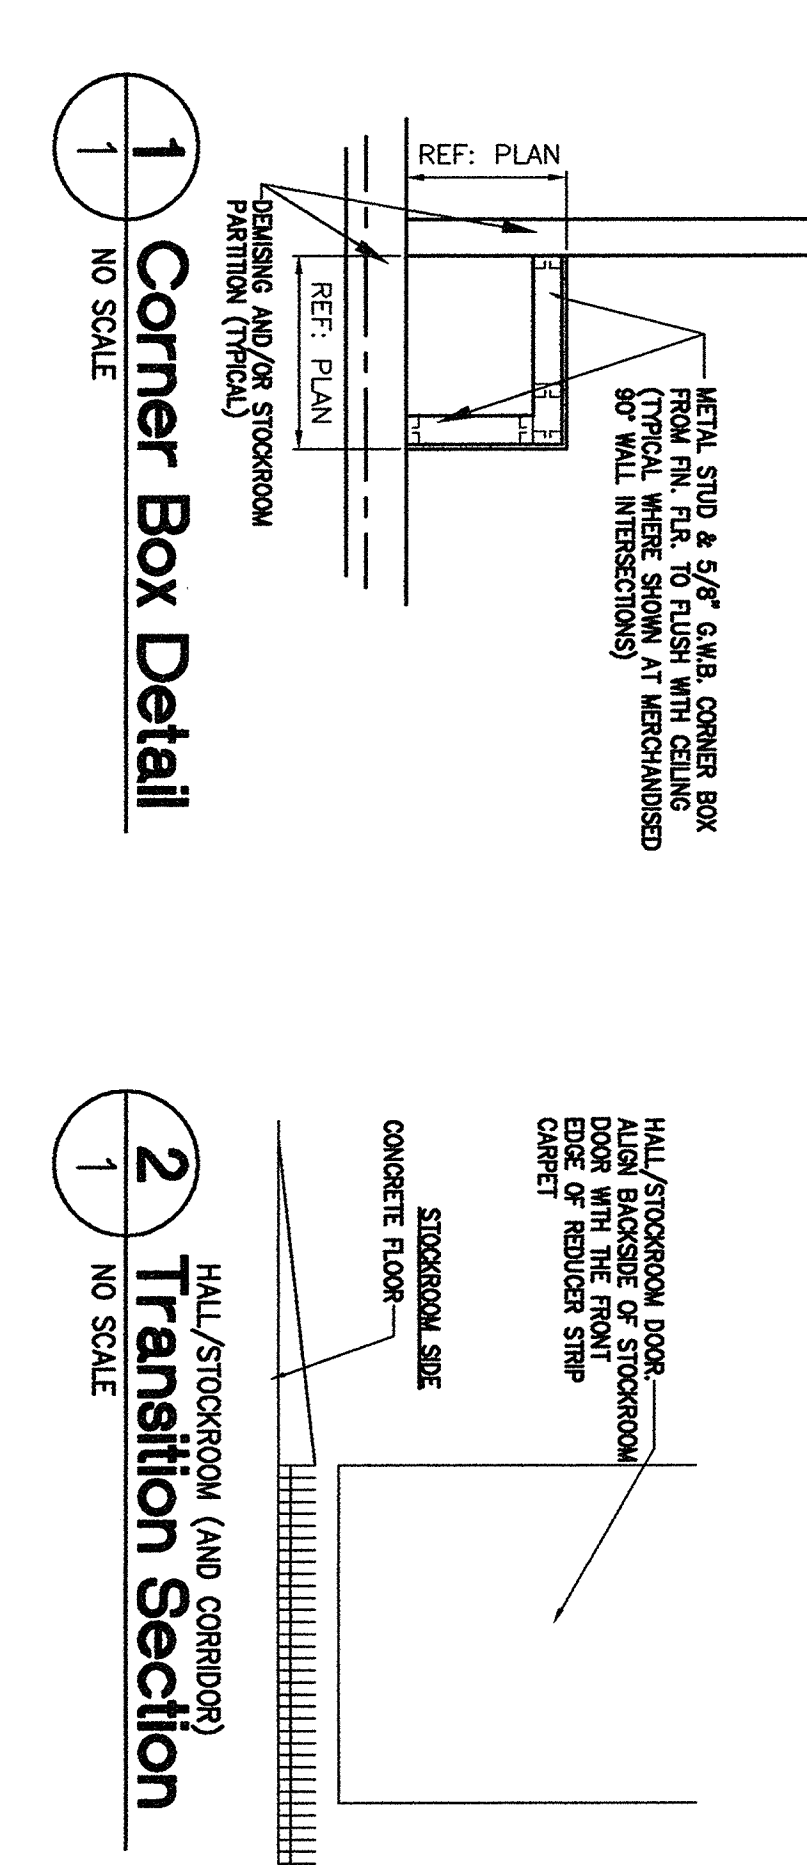 METAL STUD & 5/8" G.W.B. CORNER BOX
FROM FIN. FLR. TO FLUSH WITH CEILING
(TYPICAL WHERE SHOWN AT MERCHANDISED
90° WALL INTERSECTIONS)
REF: PLAN
REF: PLAN
DEMISING AND/OR STOCKROOM
PARTITION (TYPICAL)
1
1
Corner Box Detail
NO SCALE
HALL/STOCKROOM DOOR.
ALIGN BACKSIDE OF STOCKROOM
DOOR WITH THE FRONT
EDGE OF REDUCER STRIP
CARPET
STOCKROOM SIDE
CONCRETE FLOOR
HALL/STOCKROOM (AND CORRIDOR)
2
1
Transition Section
NO SCALE